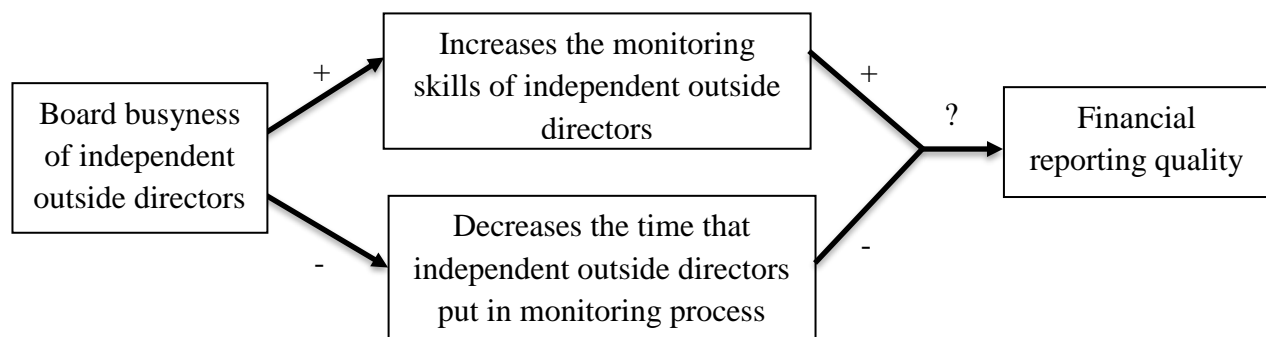 Board busyness
of independent
outside directors
+
-
Increases the monitoring
skills of independent outside
directors
Decreases the time that
independent outside directors
put in monitoring process
+
-
?
Financial
reporting quality